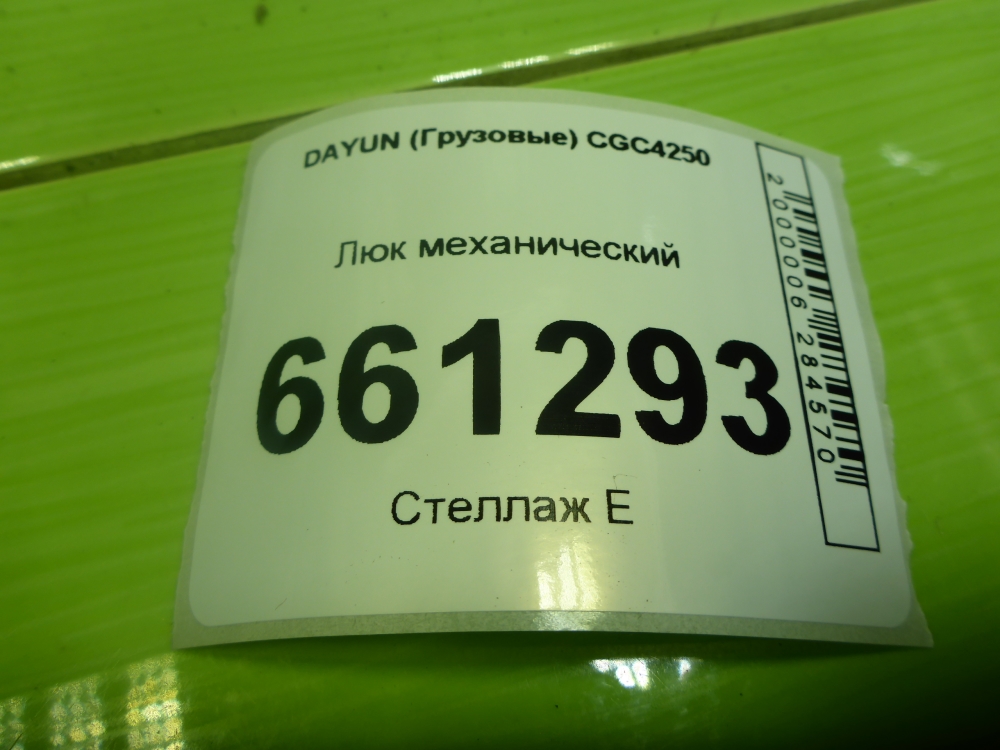 DAYUN (Грузовые) CGC4250
Люк механический
661293
Стеллаж E
2000006284570